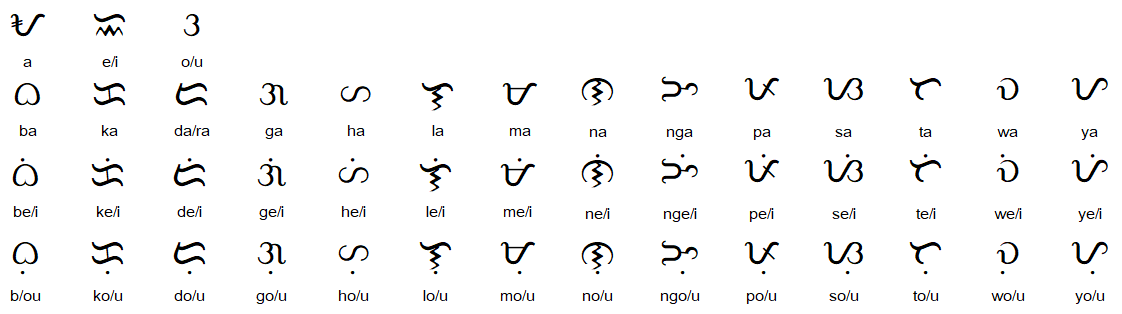 ᜀ ᜁ ᜂ
a e/i o/u
ᜊ ᜃ ᜇ ᜄ ᜑ ᜎ ᜋ ᜈ ᜅ ᜉ ᜐ ᜆ ᜏ ᜌ
ba ka da/ra ga ha la ma na nga pa sa ta wa ya
ᜊᜒ ᜃᜒ ᜇᜒ ᜄᜒ ᜑᜒ ᜎᜒ ᜋᜒ ᜈᜒ ᜅᜒ ᜉᜒ ᜐᜒ ᜆᜒ ᜏᜒ ᜌᜒ
be/i ke/i de/i ge/i he/i le/i me/i ne/i nge/i pe/i se/i te/i we/i ye/i
ᜊᜓ ᜃᜓ ᜇᜓ ᜄᜓ ᜑᜓ ᜎᜓ ᜋᜓ ᜈᜓ ᜅᜓ ᜉᜓ ᜐᜓ ᜆᜓ ᜏᜓ ᜌᜓ
b/ou ko/u do/u go/u ho/u lo/u mo/u no/u ngo/u po/u so/u to/u wo/u yo/u